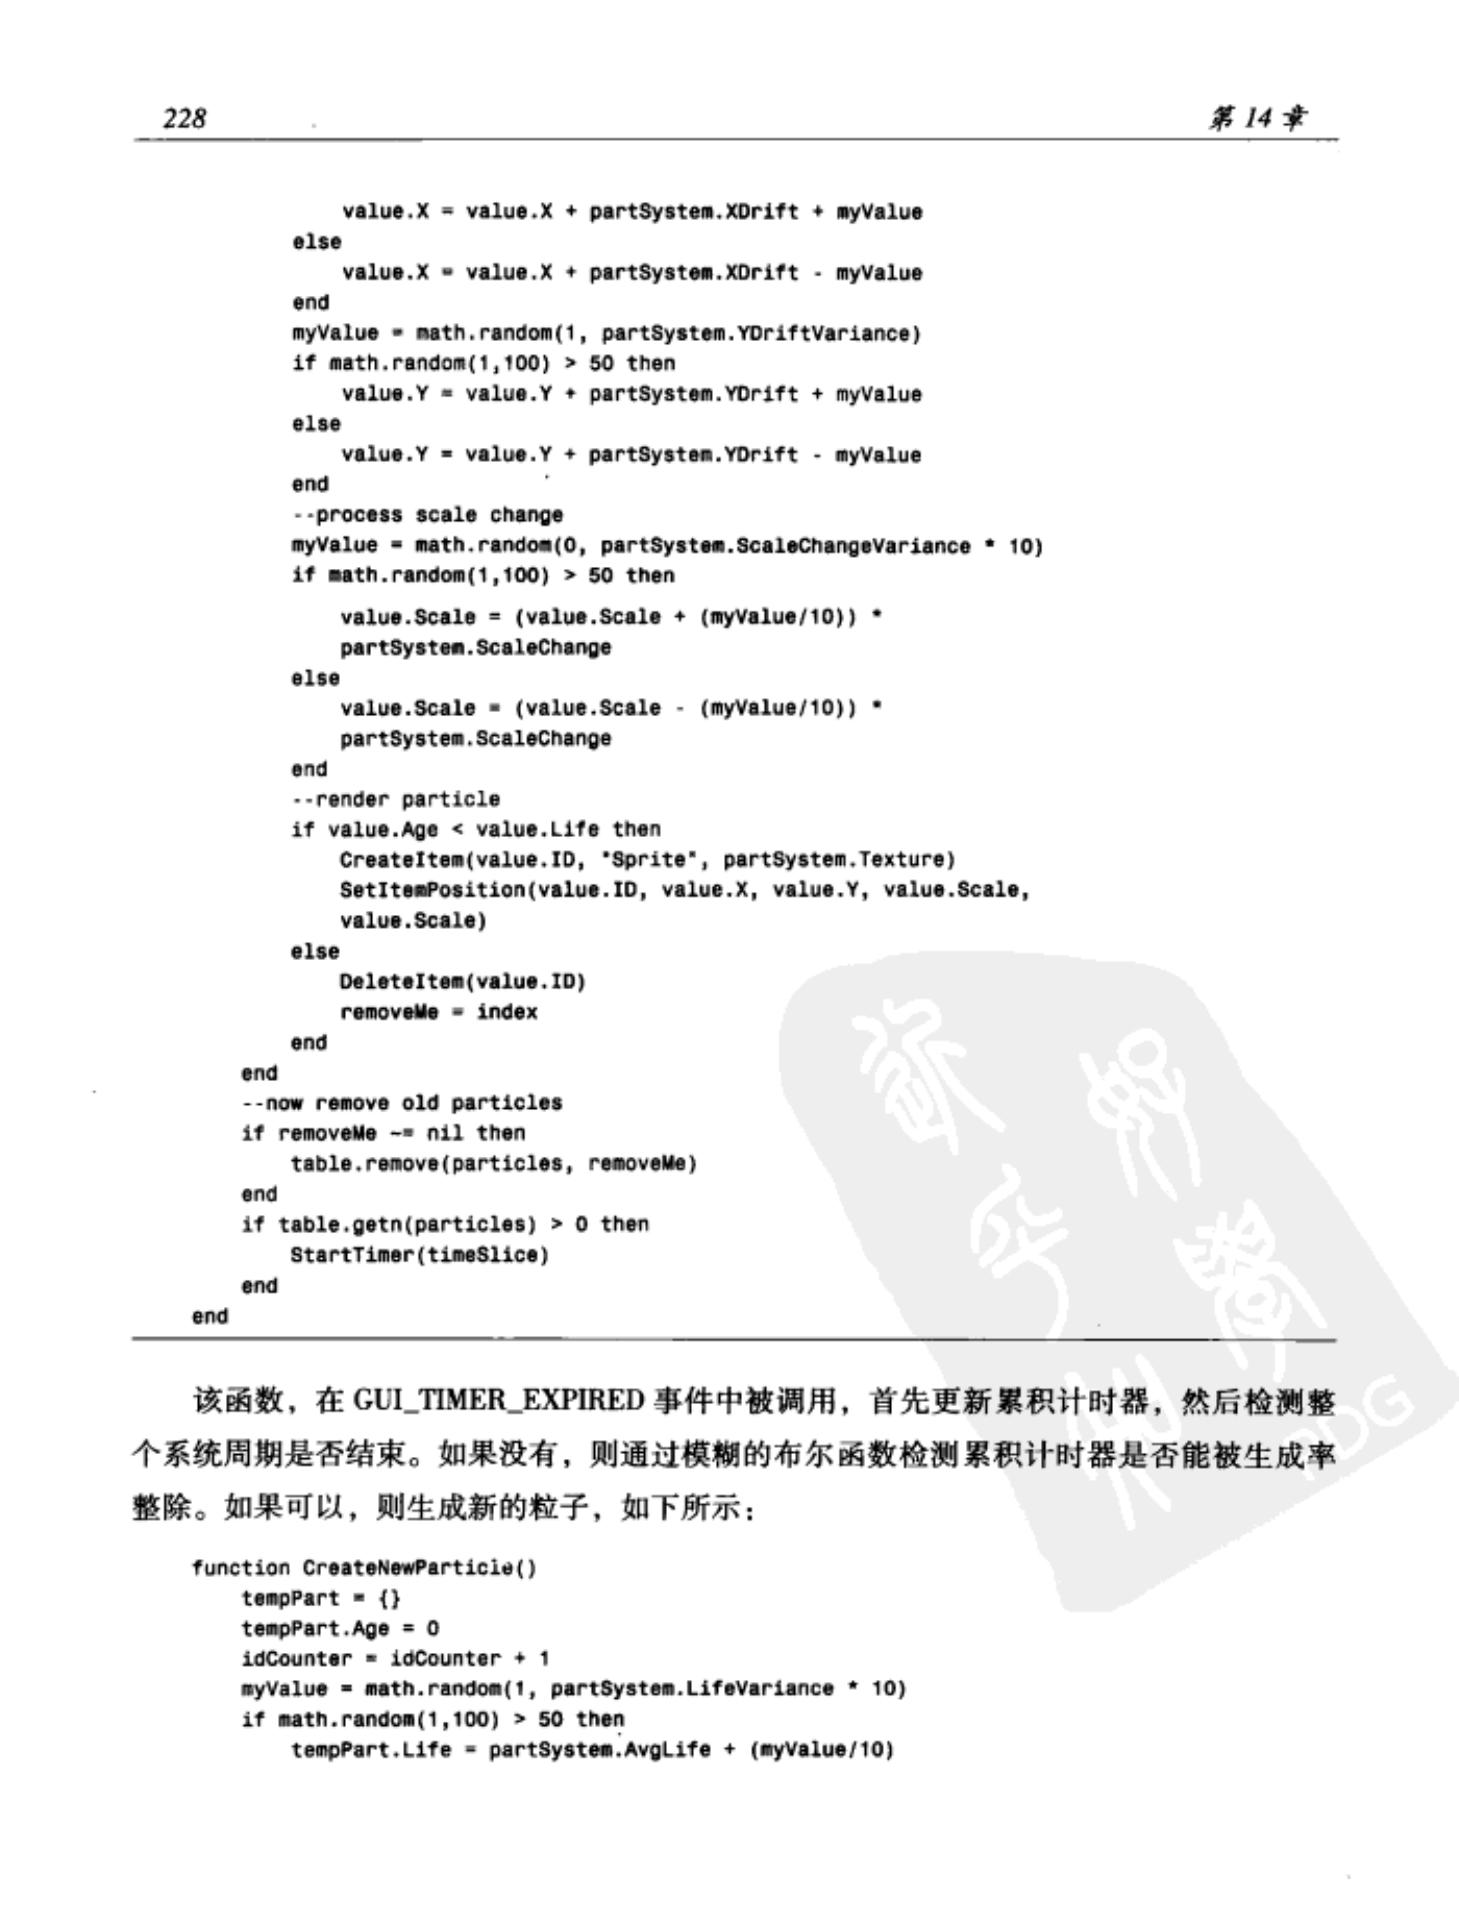 228
第 14 章
value.X = value.X + partSystem.XDrift + myValue
else
value.X = value.X + partSystem.XDrift - myValue
end
myValue = math.random(1, partSystem.YDriftVariance)
if math.random(1,100) > 50 then
value.Y = value.Y + partSystem.YDrift + myValue
else
value.Y = value.Y + partSystem.YDrift - myValue
end
--process scale change
myValue = math.random(0, partSystem.ScaleChangeVariance * 10)
if math.random(1,100) > 50 then
value.Scale = (value.Scale + (myValue/10)) *
partSystem.ScaleChange
else
value.Scale = (value.Scale - (myValue/10)) *
partSystem.ScaleChange
end
--render particle
if value.Age < value.Life then
CreateItem(value.ID, "Sprite", partSystem.Texture)
SetItemPosition(value.ID, value.X, value.Y, value.Scale,
value.Scale)
else
DeleteItem(value.ID)
removeMe = index
end
end
--now remove old particles
if removeMe ~= nil then
table.remove(particles, removeMe)
end
if table.getn(particles) > 0 then
StartTimer(timeSlice)
end
end
该函数，在 GUI_TIMER_EXPIRED 事件中被调用，首先更新累积计时器，然后检测整
个系统周期是否结束。如果没有，则通过模糊的布尔函数检测累积计时器是否能被生成率
整除。如果可以，则生成新的粒子，如下所示：
PDG
function CreateNewParticle()
tempPart = {}
tempPart.Age = 0
idCounter = idCounter + 1
myValue = math.random(1, partSystem.LifeVariance * 10)
if math.random(1,100) > 50 then
tempPart.Life = partSystem.AvgLife + (myValue/10)